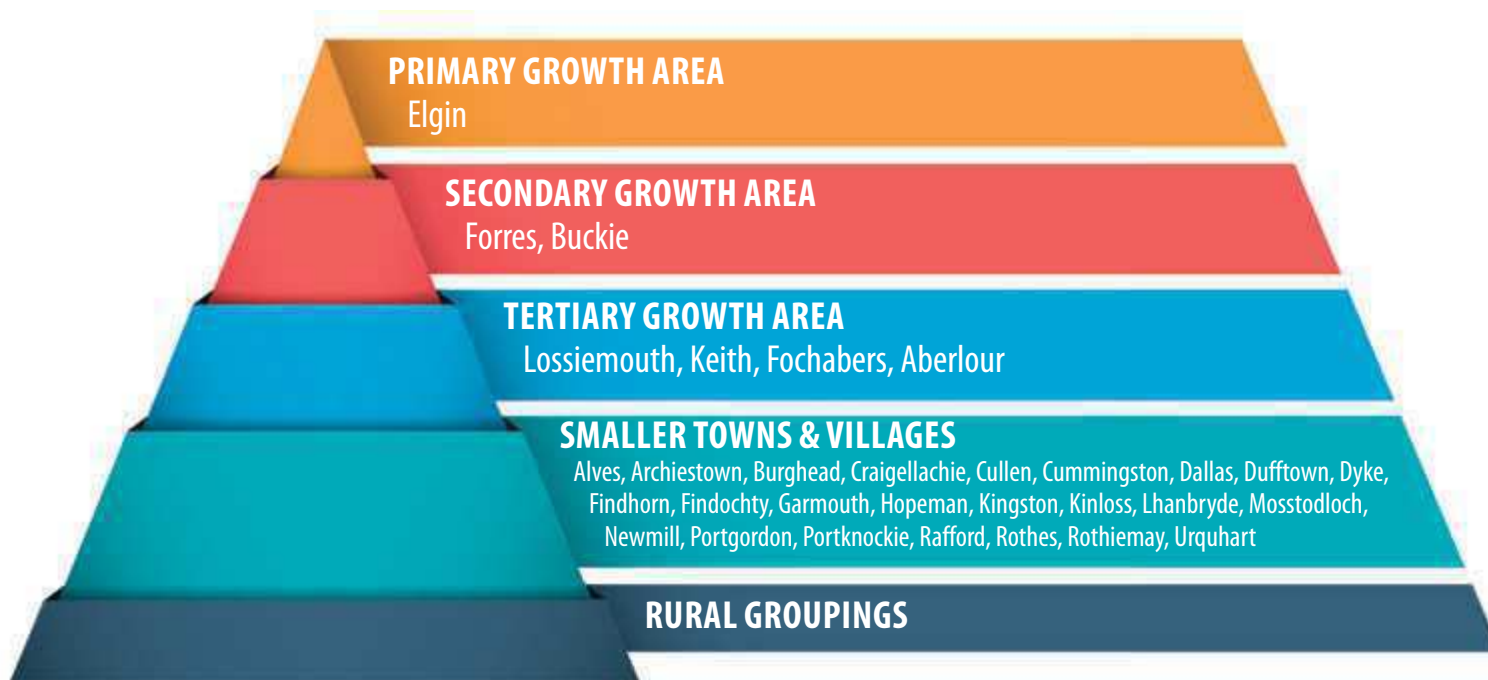 PRIMARY GROWTH AREA
Elgin
SECONDARY GROWTH AREA
Forres, Buckie
TERTIARY GROWTH AREA
Lossiemouth, Keith, Fochabers, Aberlour
SMALLER TOWNS & VILLAGES
Alves, Archiestown, Burghead, Craigellachie, Cullen, Cummingston, Dallas, Dufftown, Dyke,
Findhorn, Findochty, Garmouth, Hopeman, Kingston, Kinloss, Lhanbryde, Mosstodloch,
Newmill, Portgordon, Portknockie, Rafford, Rothes, Rothiemay, Urquhart
RURAL GROUPINGS